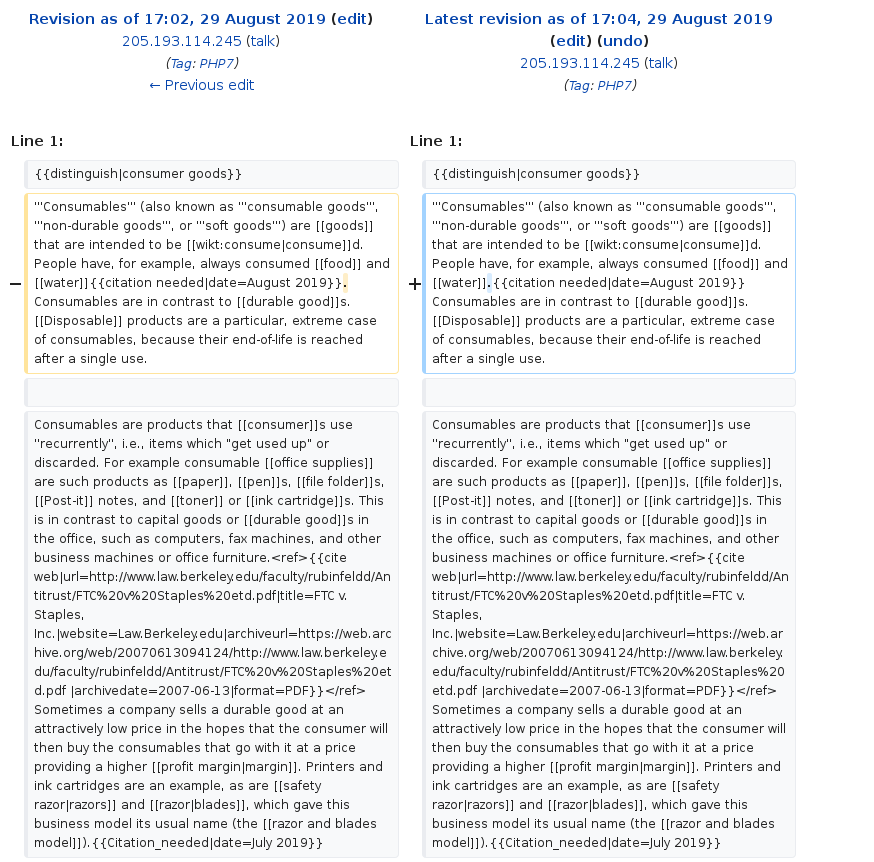 Revision as of 17:02, 29 August 2019 (edit)
205.193.114.245 (talk)
(Tag: PHP7)
← Previous edit
Latest revision as of 17:04, 29 August 2019
(edit) (undo)
205.193.114.245 (talk)
(Tag: PHP7)
Line 1:
{{distinguish|consumer goods}}
− '''Consumables''' (also known as '''consumable goods''',
'''non-durable goods''', or '''soft goods''') are [[goods]]
that are intended to be [[wikt:consume|consume]]d.
People have, for example, always consumed [[food]] and
[[water]]{{citation needed|date=August 2019}}.
Consumables are in contrast to [[durable good]]s.
[[Disposable]] products are a particular, extreme case
of consumables, because their end-of-life is reached
after a single use.
Consumables are products that [[consumer]]s use
''recurrently'', i.e., items which "get used up" or
discarded. For example consumable [[office supplies]]
are such products as [[paper]], [[pen]]s, [[file folder]]s,
[[Post-it]] notes, and [[toner]] or [[ink cartridge]]s. This
is in contrast to capital goods or [[durable good]]s in
the office, such as computers, fax machines, and other
business machines or office furniture.<ref>{{cite
web|url=http://www.law.berkeley.edu/faculty/rubinfeldd/An
titrust/FTC%20v%20Staples%20etd.pdf|title=FTC v.
Staples,
Inc.|website=Law.Berkeley.edu|archiveurl=https://web.arc
hive.org/web/20070613094124/http://www.law.berkeley.e
du/faculty/rubinfeldd/Antitrust/FTC%20v%20Staples%20et
d.pdf |archivedate=2007-06-13|format=PDF}}</ref>
Sometimes a company sells a durable good at an
attractively low price in the hopes that the consumer will
then buy the consumables that go with it at a price
providing a higher [[profit margin|margin]]. Printers and
ink cartridges are an example, as are [[safety
razor|razors]] and [[razor|blades]], which gave this
business model its usual name (the [[razor and blades
model]]).{{Citation_needed|date=July 2019}}
Line 1:
{{distinguish|consumer goods}}
+ '''Consumables''' (also known as '''consumable goods''',
'''non-durable goods''', or '''soft goods''') are [[goods]]
that are intended to be [[wikt:consume|consume]]d.
People have, for example, always consumed [[food]] and
[[water]].{{citation needed|date=August 2019}}
Consumables are in contrast to [[durable good]]s.
[[Disposable]] products are a particular, extreme case
of consumables, because their end-of-life is reached
after a single use.
Consumables are products that [[consumer]]s use
''recurrently'', i.e., items which "get used up" or
discarded. For example consumable [[office supplies]]
are such products as [[paper]], [[pen]]s, [[file folder]]s,
[[Post-it]] notes, and [[toner]] or [[ink cartridge]]s. This
is in contrast to capital goods or [[durable good]]s in
the office, such as computers, fax machines, and other
business machines or office furniture.<ref>{{cite
web|url=http://www.law.berkeley.edu/faculty/rubinfeldd/An
titrust/FTC%20v%20Staples%20etd.pdf|title=FTC v.
Staples,
Inc.|website=Law.Berkeley.edu|archiveurl=https://web.ar
chive.org/web/20070613094124/http://www.law.berkeley.
edu/faculty/rubinfeldd/Antitrust/FTC%20v%20Staples%20
etd.pdf |archivedate=2007-06-13|format=PDF}}</ref>
Sometimes a company sells a durable good at an
attractively low price in the hopes that the consumer will
then buy the consumables that go with it at a price
providing a higher [[profit margin|margin]]. Printers and
ink cartridges are an example, as are [[safety
razor|razors]] and [[razor|blades]], which gave this
business model its usual name (the [[razor and blades
model]]).{{Citation_needed|date=July 2019}}